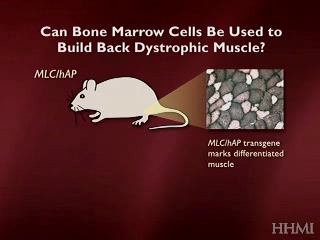 Can Bone Marrow Cells Be Used to
Build Back Dystrophic Muscle?
MLC/hAP
MLC/hAP transgene
marks differentiated
muscle
HHMI